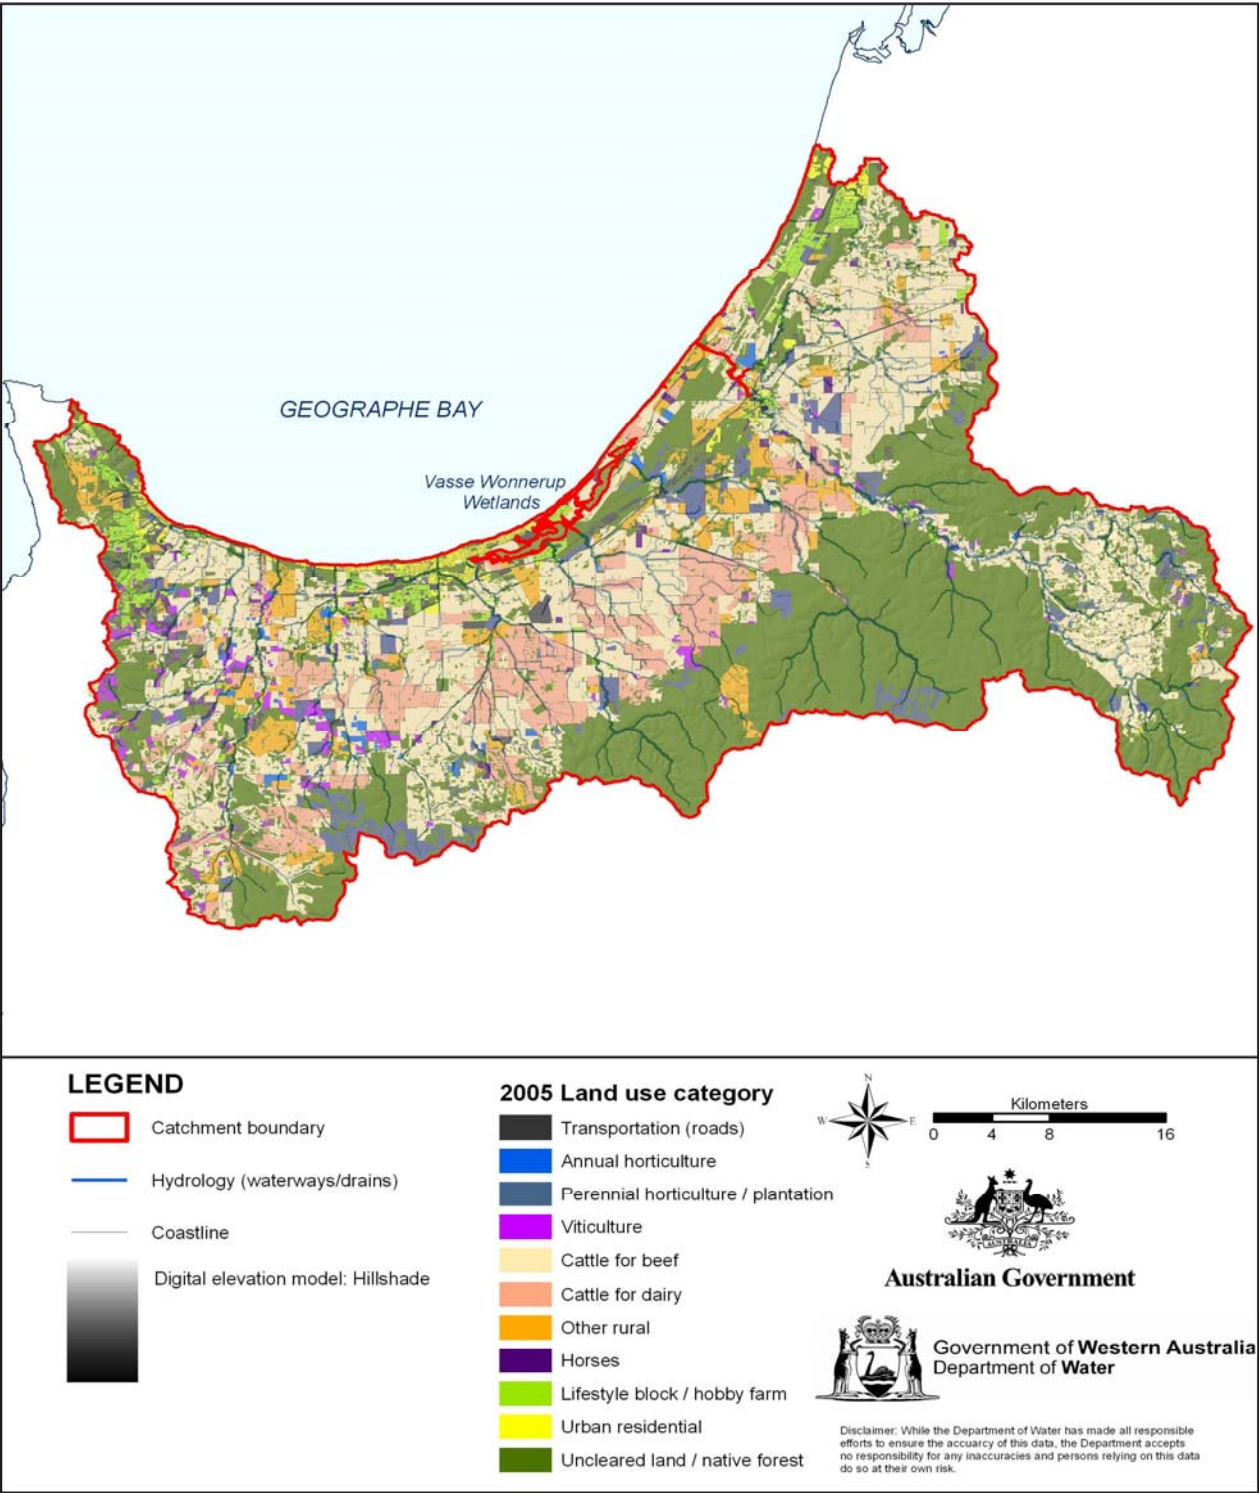 GEOGRAPHE BAY
Vasse Wonnerup
Wetlands
LEGEND
Catchment boundary
Hydrology (waterways/drains)
Coastline
Digital elevation model: Hillshade
2005 Land use category
Transportation (roads)
Annual horticulture
Perennial horticulture / plantation
Viticulture
Cattle for beef
Cattle for dairy
Other rural
Horses
Lifestyle block / hobby farm
Urban residential
Uncleared land / native forest
N
W
E
S
Kilometers
0 4 8 16
AUSTRALIA
Australian Government
Government of Western Australia
Department of Water
Disclaimer: While the Department of Water has made all responsible
efforts to ensure the accuarcy of this data, the Department accepts
no responsibility for any inaccuracies and persons relying on this data
do so at their own risk.